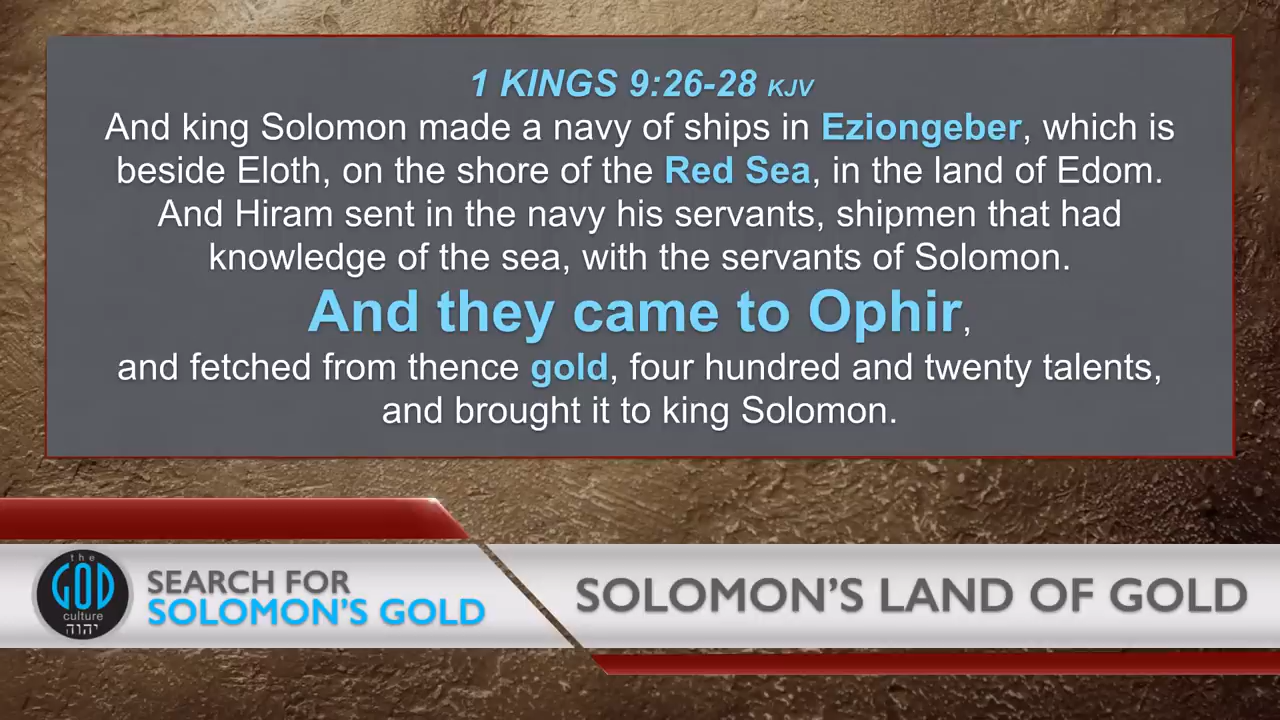 1 KINGS 9:26-28 KJV
And king Solomon made a navy of ships in Eziongeber, which is
beside Eloth, on the shore of the Red Sea, in the land of Edom.
And Hiram sent in the navy his servants, shipmen that had
knowledge of the sea, with the servants of Solomon.
And they came to Ophir,
and fetched from thence gold, four hundred and twenty talents,
and brought it to king Solomon.
the
GOD
culture
יהוה
SEARCH FOR
SOLOMON'S GOLD
SOLOMON'S LAND OF GOLD